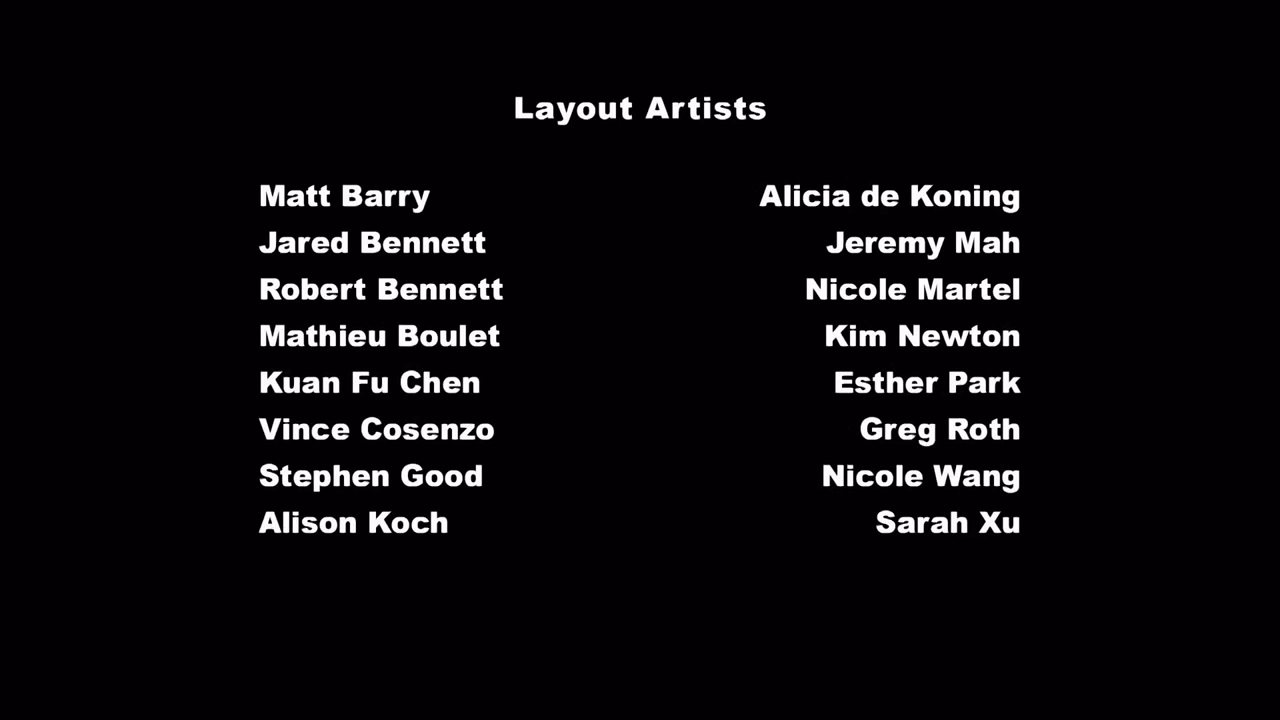 Layout Artists
Matt Barry
Jared Bennett
Robert Bennett
Mathieu Boulet
Kuan Fu Chen
Vince Cosenzo
Stephen Good
Alison Koch
Alicia de Koning
Jeremy Mah
Nicole Martel
Kim Newton
Esther Park
Greg Roth
Nicole Wang
Sarah Xu